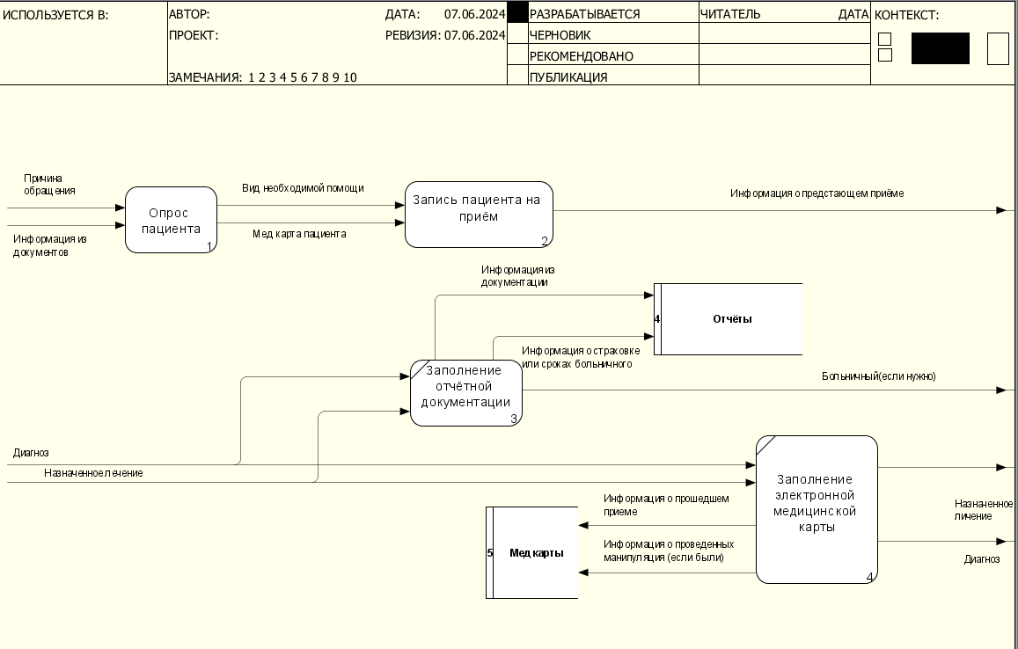 ИСПОЛЬЗУЕТСЯ В:
АВТОР:
ДАТА: 07.06.2024
РАЗРАБАТЫВАЕТСЯ
ЧИТАТЕЛЬ
ДАТА
КОНТЕКСТ:
ПРОЕКТ:
РЕВИЗИЯ: 07.06.2024
ЧЕРНОВИК
РЕКОМЕНДОВАНО
ЗАМЕЧАНИЯ: 1 2 3 4 5 6 7 8 9 10
ПУБЛИКАЦИЯ
Причина
обращения
Информация из
документов
Опрос
пациента
1
Вид необходимой помощи
Мед карта пациента
Запись пациента на
приём
2
Информация о предстающем приёме
Информация из
документации
4
Отчёты
Информация о страховке
или сроках больничного
Заполнение
отчётной
документации
3
Больничный(если нужно)
Диагноз
Назначенное лечение
Заполнение
электронной
медицинской
карты
4
Информация о прошедшем
приеме
Информация о проведенных
манипуляция (если были)
5
Мед карты
Назначенное
личение
Диагноз